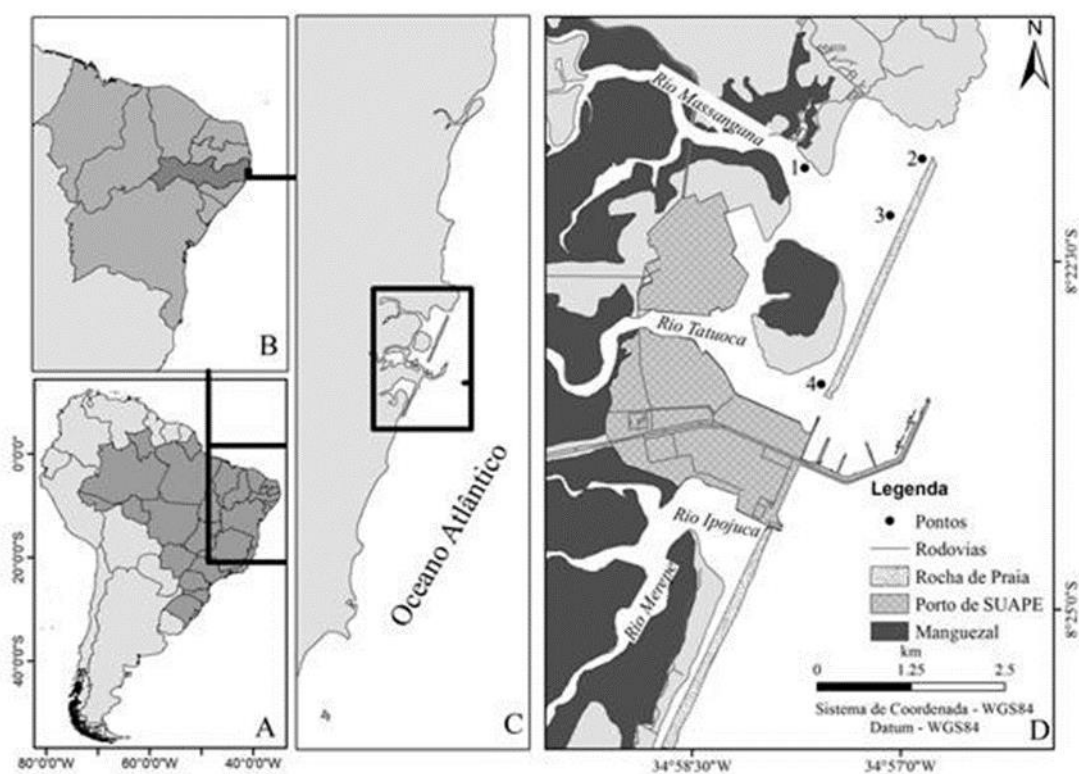 B
0°0'0"
20°0'0"S
40°0'0"S
80°0'0"W
60°0'0"W
40°0'0"W
A
Oceano Atlântico
C
N
Rio Massangana
1
2
3
8°22'30"S
Rio Tatuoca
4
Rio Ipojuca
Rio Merepe
8°25'0"S
Legenda
Pontos
Rodovias
Rocha de Praia
Porto de SUAPE
Manguezal
km
0 1.25 2.5
Sistema de Coordenada - WGS84
Datum - WGS84
D
34°58'30"W
34°57'0"W